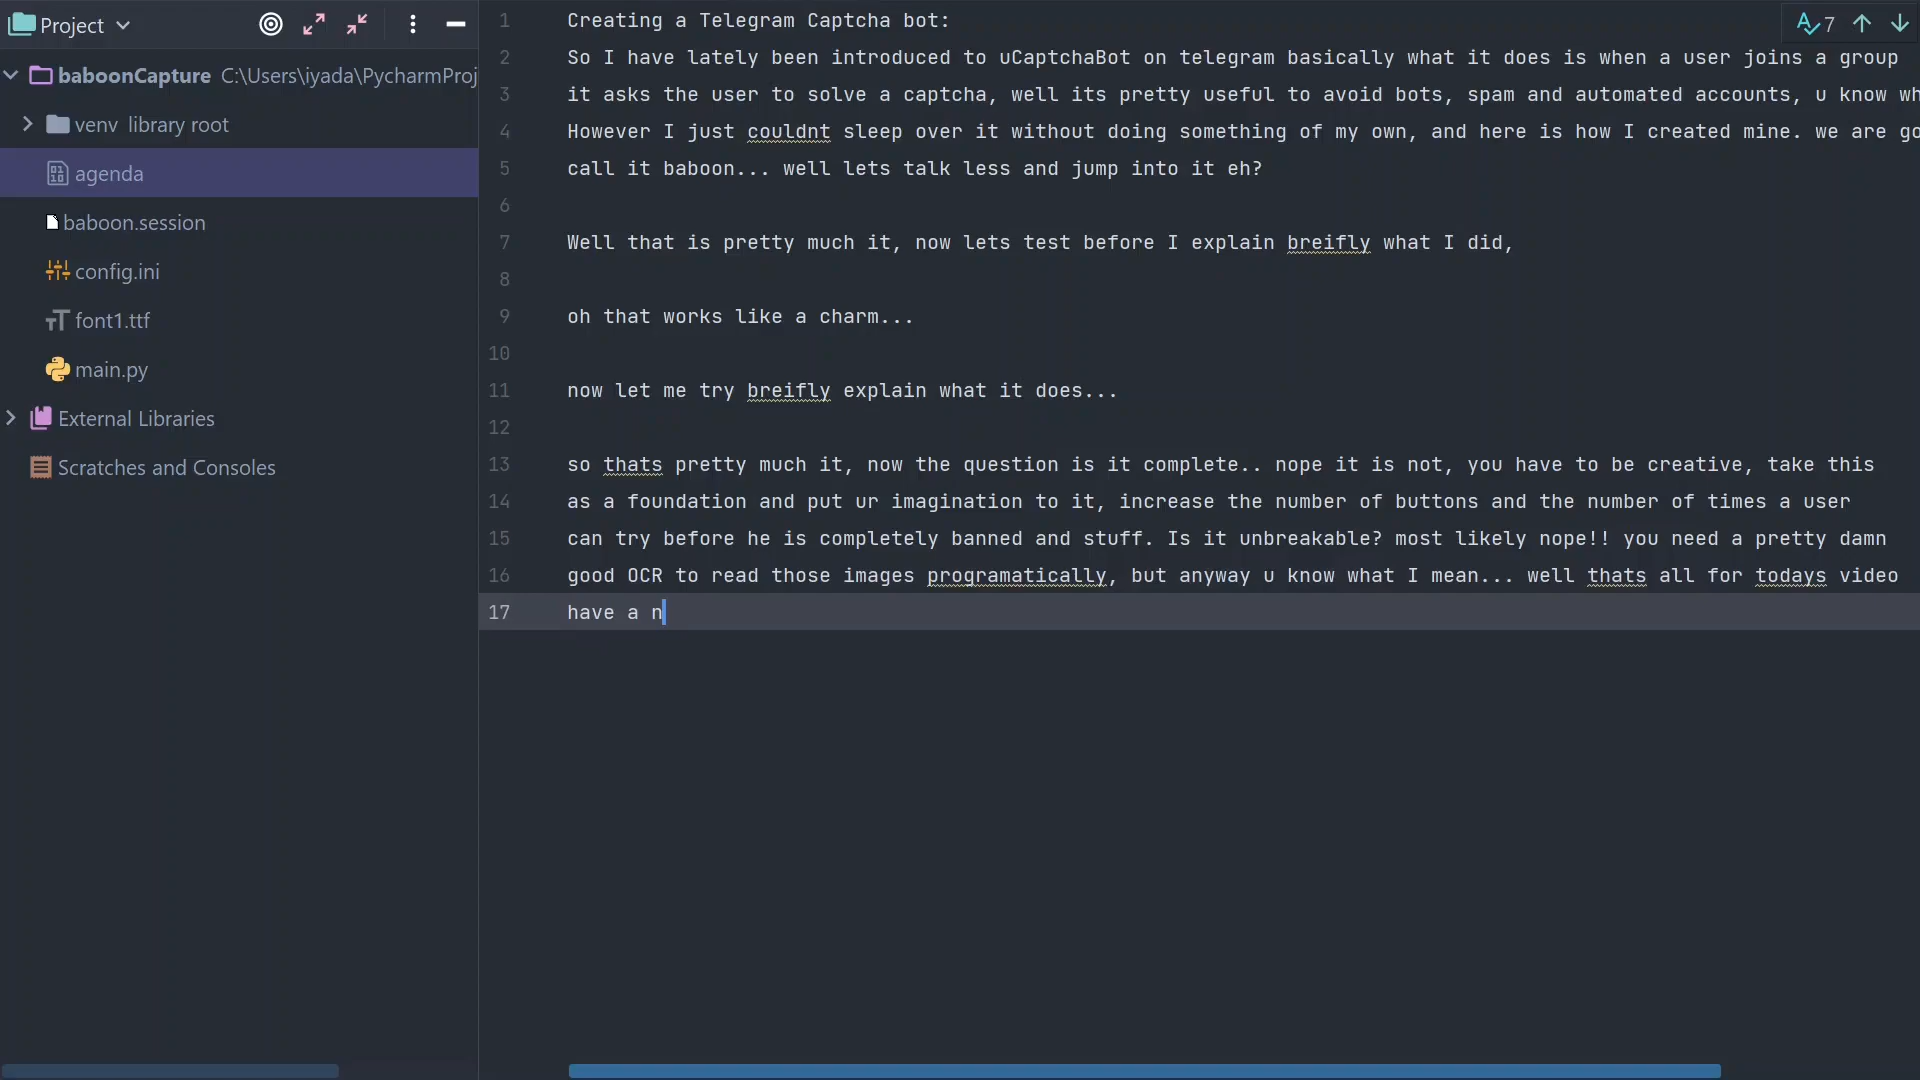 Project
baboonCapture C:\Users\iyada\PycharmProj
venv library root
agenda
baboon.session
config.ini
font1.ttf
main.py
External Libraries
Scratches and Consoles
7
1 Creating a Telegram Captcha bot:
2 So I have lately been introduced to uCaptchaBot on telegram basically what it does is when a user joins a group
3 it asks the user to solve a captcha, well its pretty useful to avoid bots, spam and automated accounts, u know wh
4 However I just couldnt sleep over it without doing something of my own, and here is how I created mine. we are go
5 call it baboon... well lets talk less and jump into it eh?
6
7 Well that is pretty much it, now lets test before I explain breifly what I did,
8
9 oh that works like a charm...
10
11 now let me try breifly explain what it does...
12
13 so thats pretty much it, now the question is it complete.. nope it is not, you have to be creative, take this
14 as a foundation and put ur imagination to it, increase the number of buttons and the number of times a user
15 can try before he is completely banned and stuff. Is it unbreakable? most likely nope!! you need a pretty damn
16 good OCR to read those images programatically, but anyway u know what I mean... well thats all for todays video
17 have a n